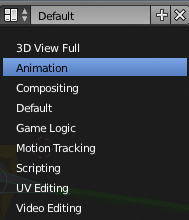 Default
3D View Full
Animation
Compositing
Default
Game Logic
Motion Tracking
Scripting
UV Editing
Video Editing